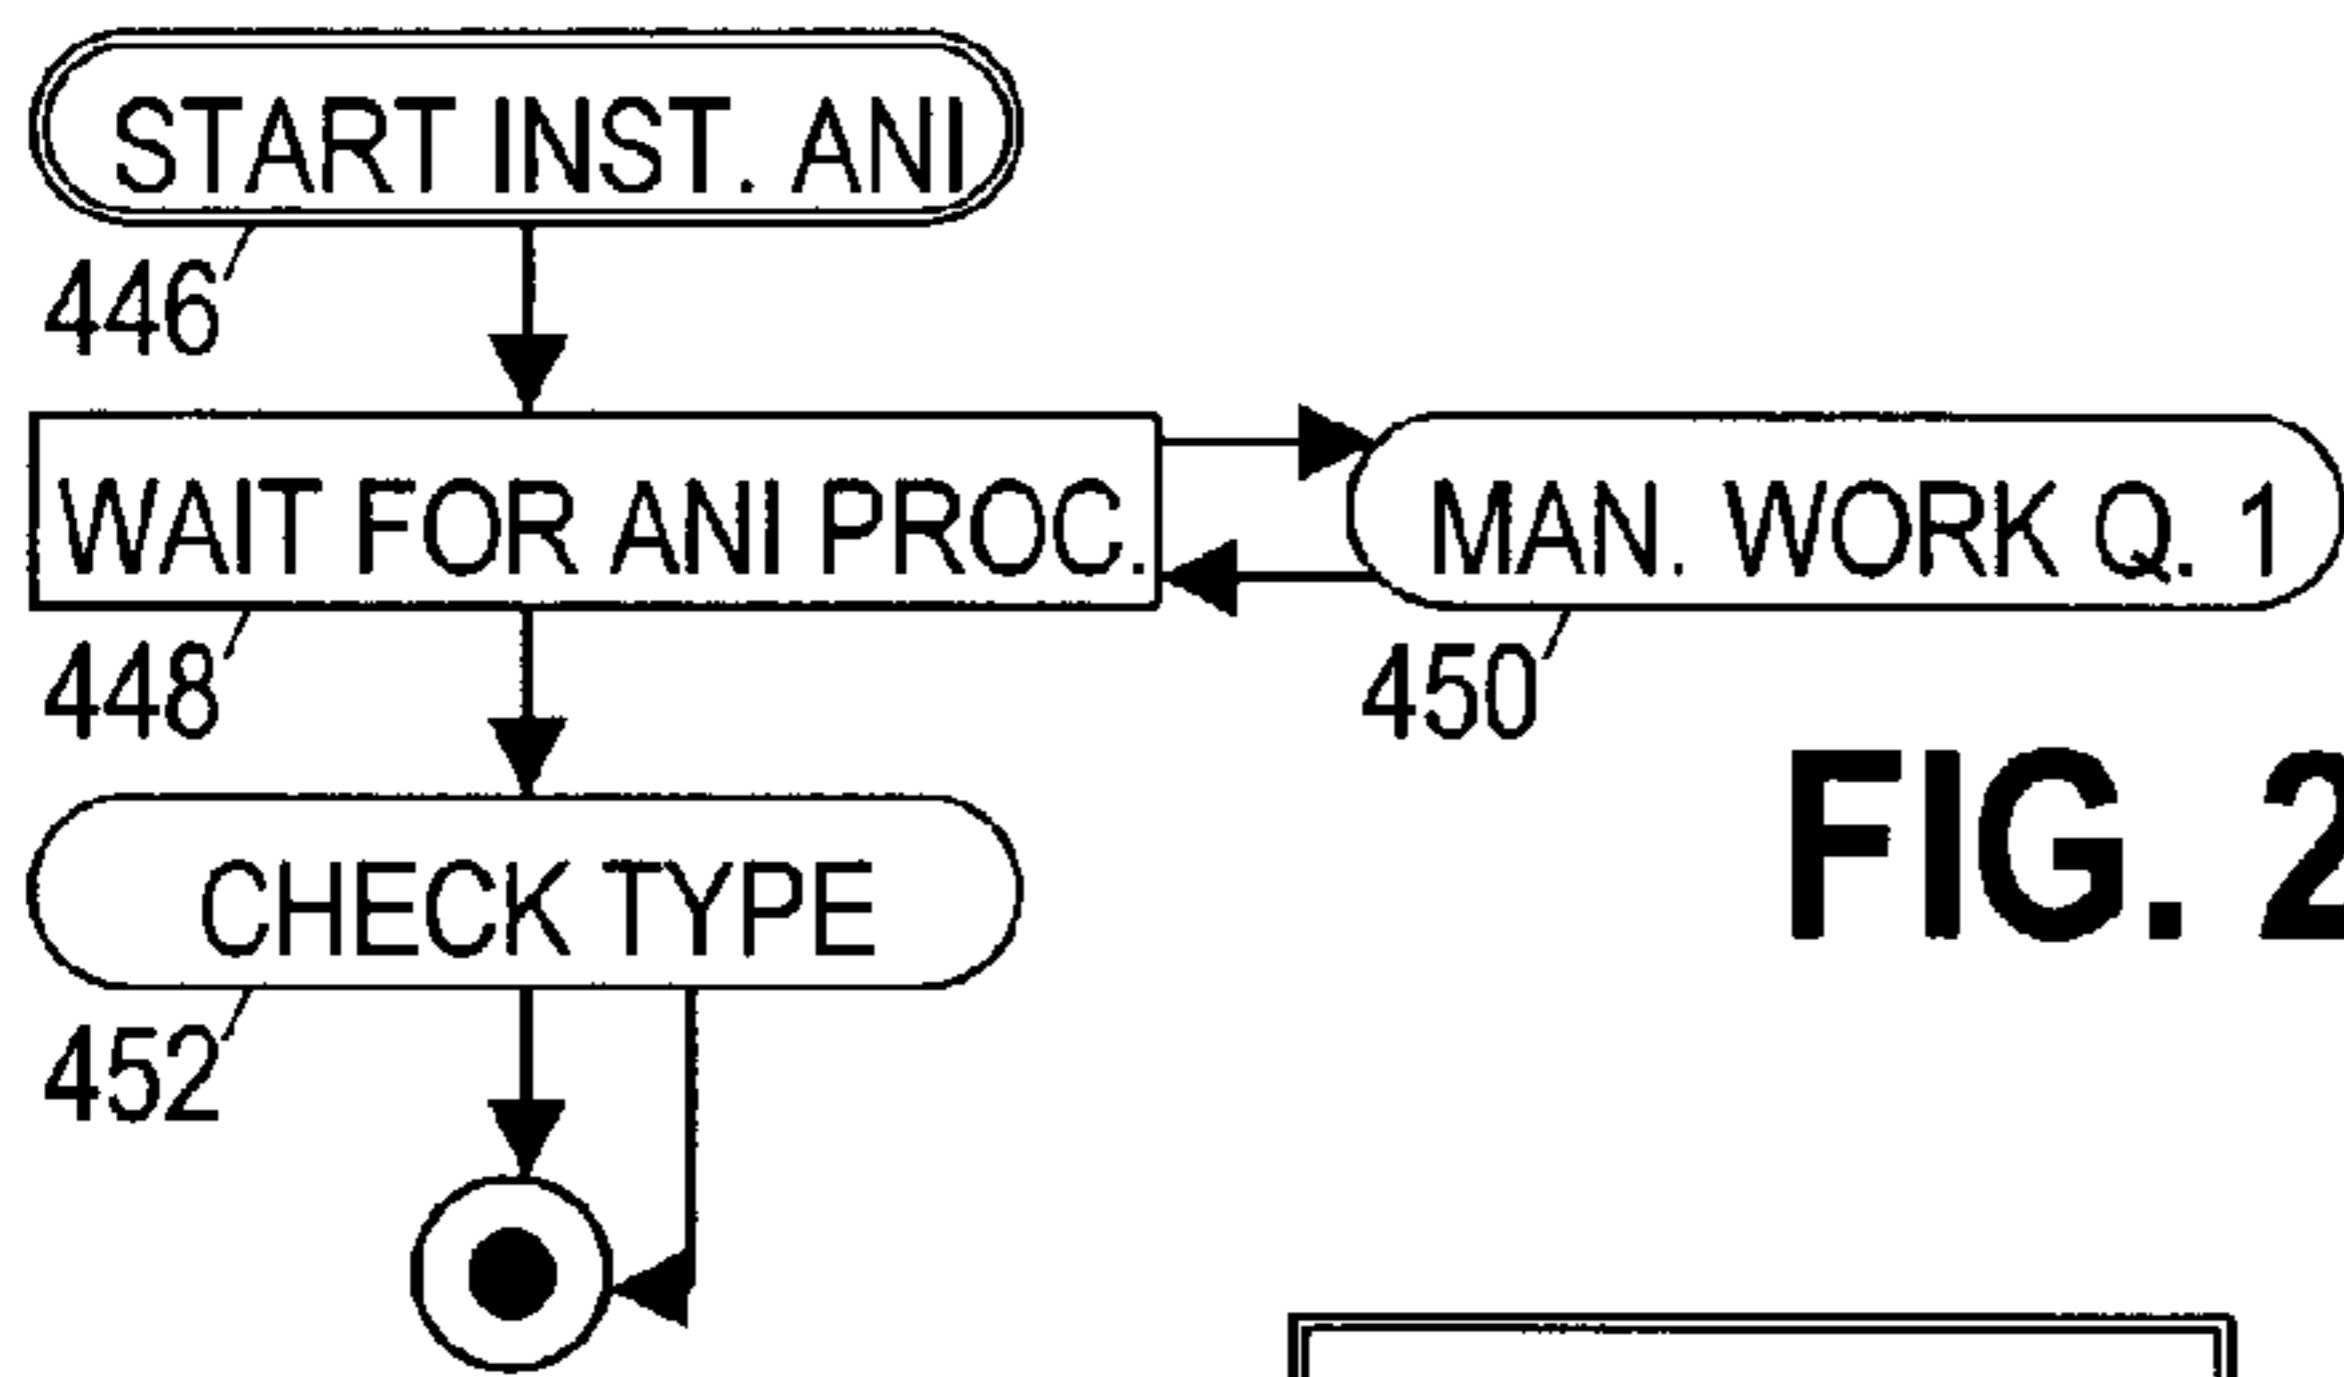 START INST. ANI
446
WAIT FOR ANI PROC.
MAN. WORK Q. 1
448
450
FIG. 2
CHECK TYPE
452